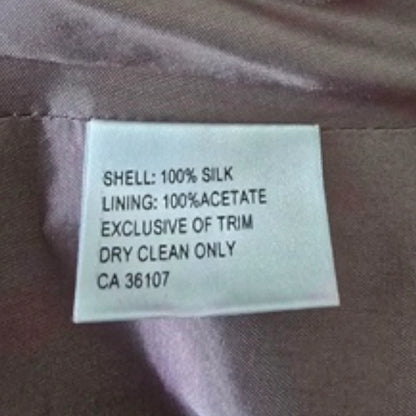 SHELL: 100% SILK
LINING: 100%ACETATE
EXCLUSIVE OF TRIM
DRY CLEAN ONLY
CA 36107